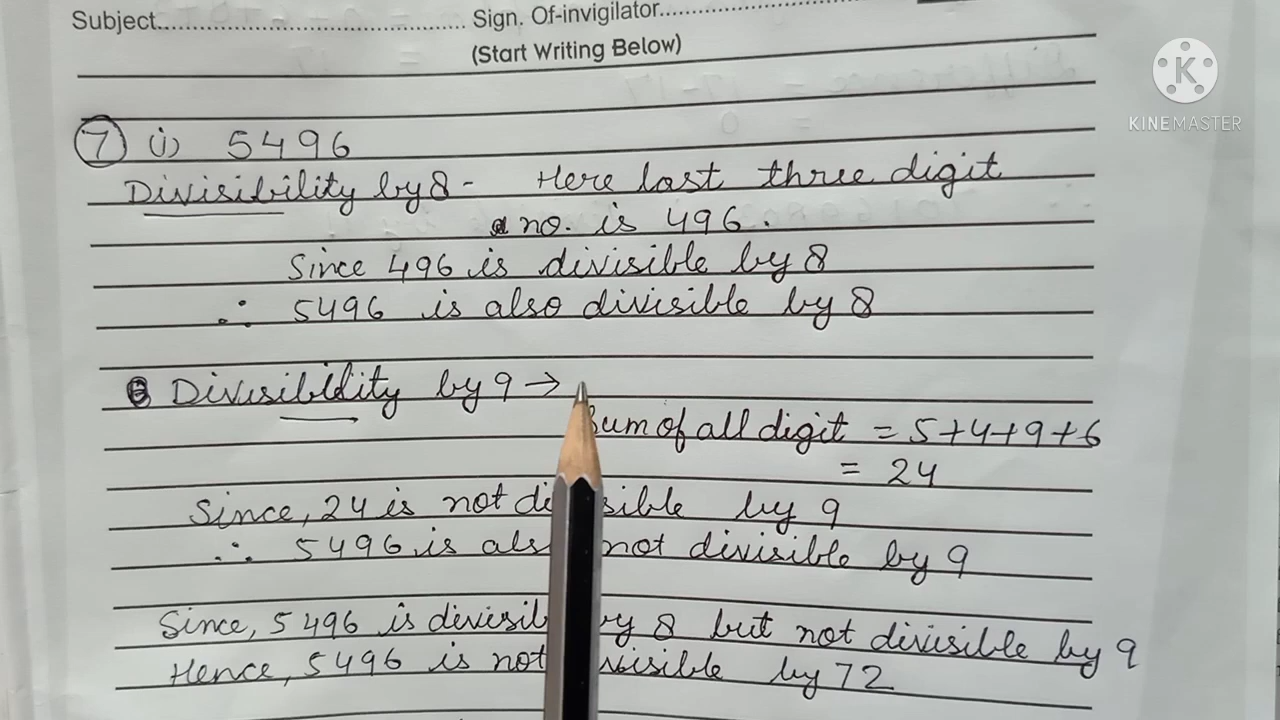 Subject.............................................. Sign. Of-invigilator..............................
(Start Writing Below)
K
KINEMASTER
7 (i) 5496
Divisibility by 8 - Here last three digit
no. is 496.
Since 496 is divisible by 8
∴ 5496 is also divisible by 8
Divisibility by 9 →
Sum of all digit = 5+4+9+6
= 24
Since, 24 is not divisible by 9
∴ 5496 is also not divisible by 9
Since, 5496 is divisible by 8 but not divisible by 9
Hence, 5496 is not divisible by 72